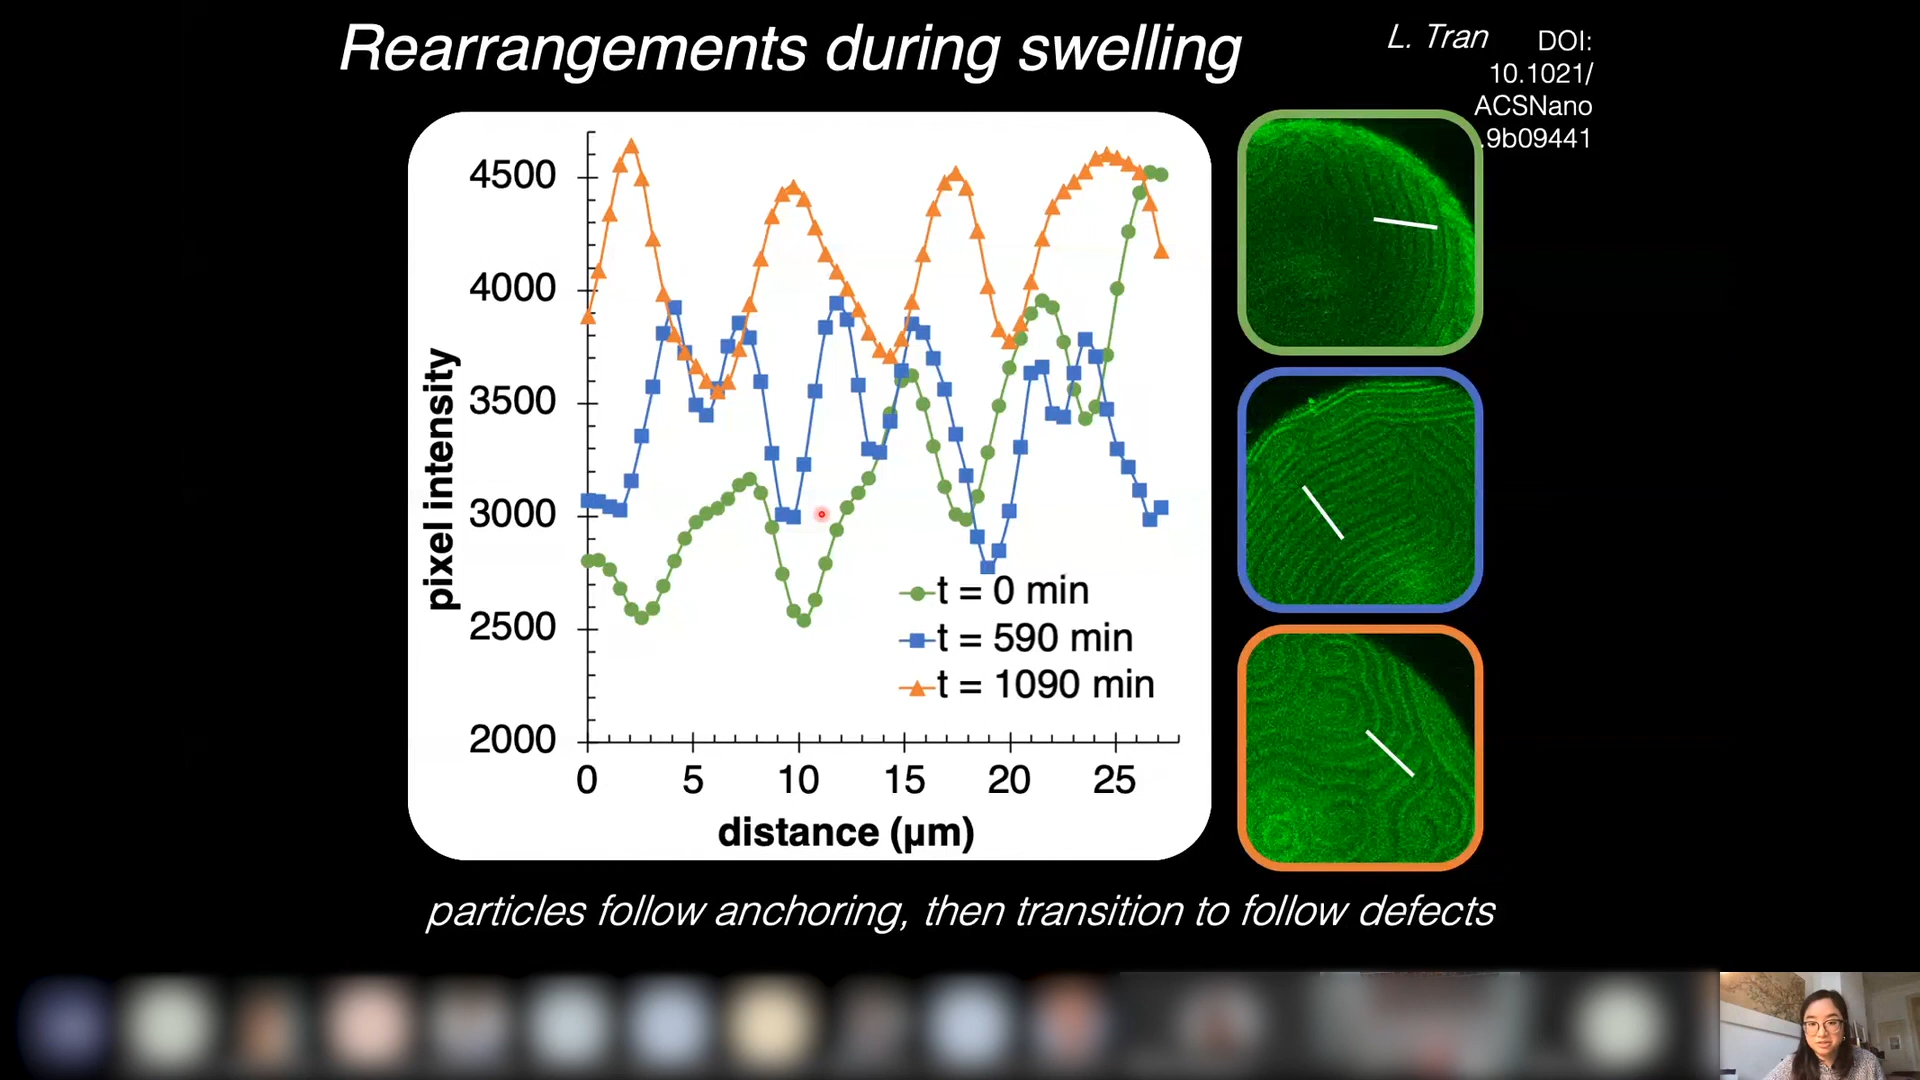 Rearrangements during swelling
L. Tran
DOI:
10.1021/
ACSNano
.9b09441
pixel intensity
4500
4000
3500
3000
2500
2000
0 5 10 15 20 25
distance (µm)
t = 0 min
t = 590 min
t = 1090 min
particles follow anchoring, then transition to follow defects